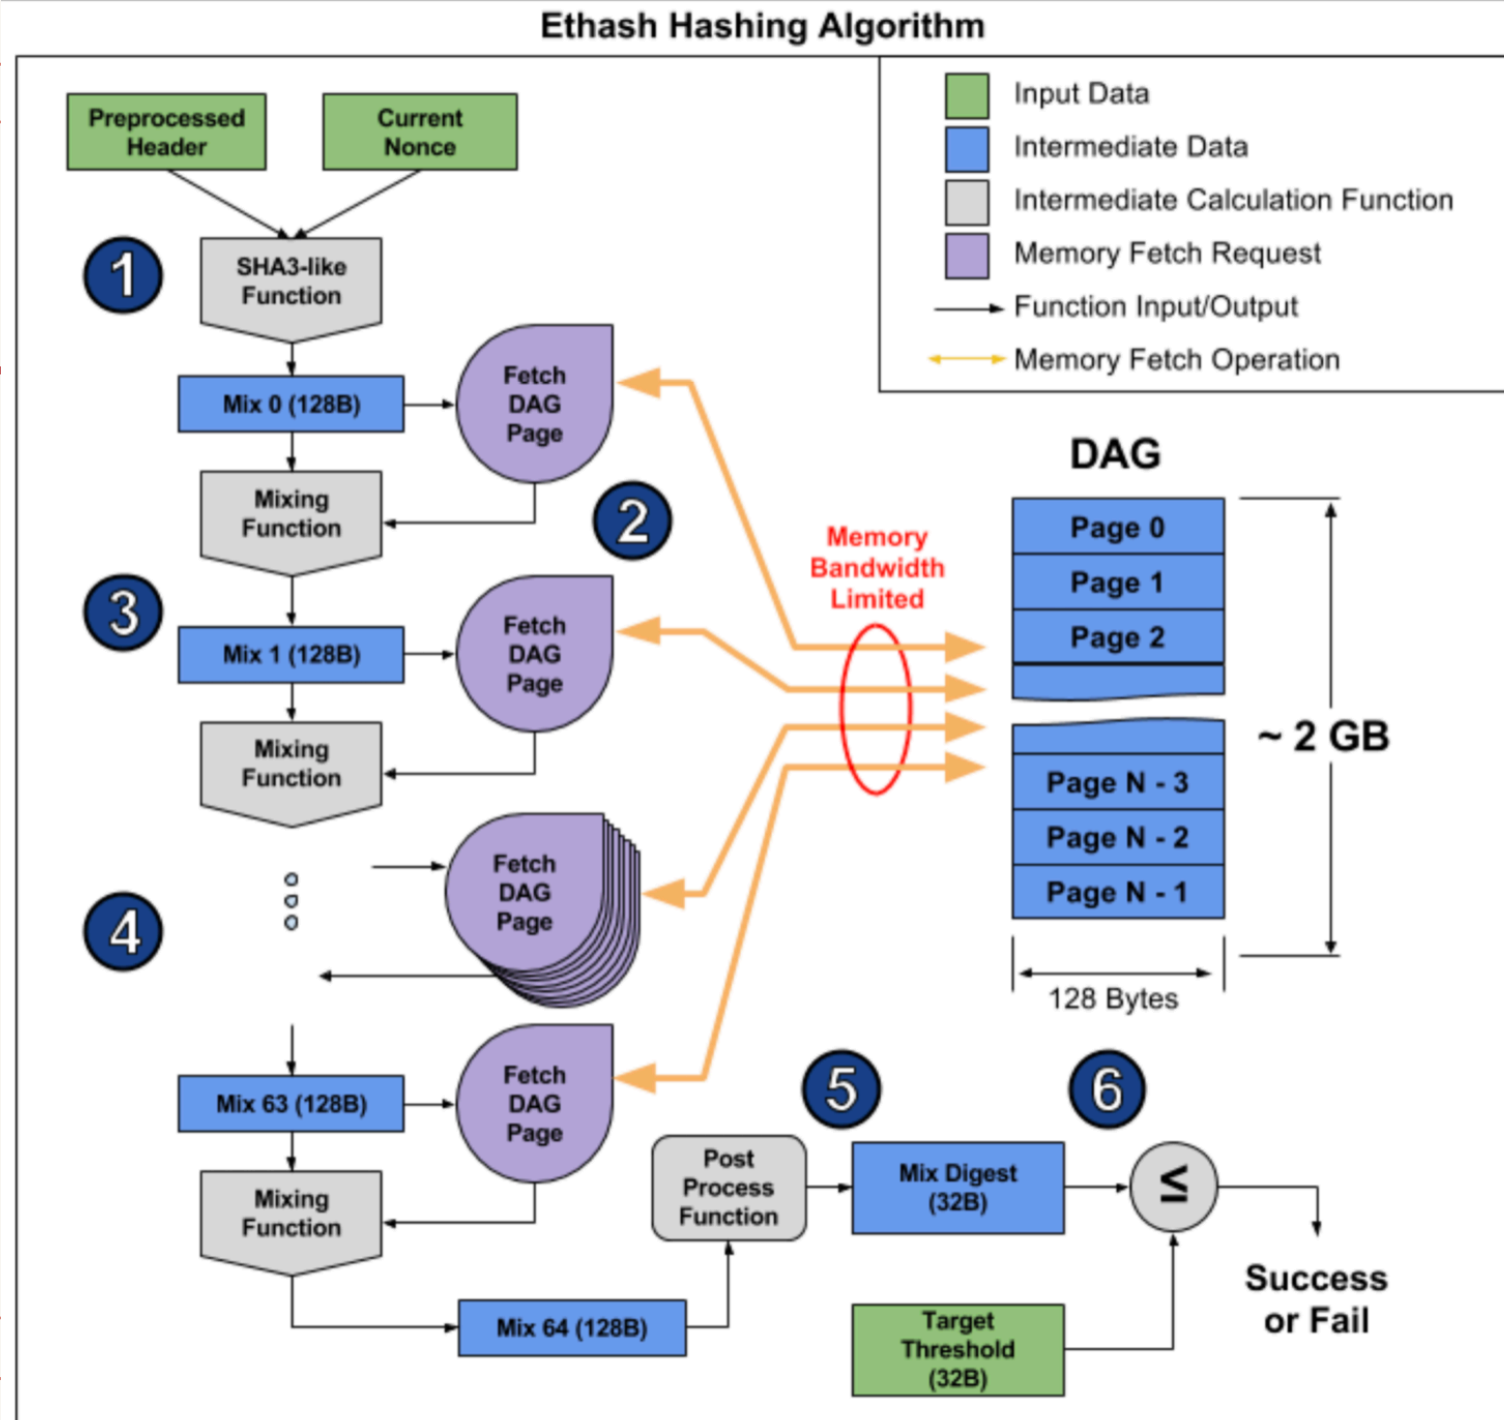 Ethash Hashing Algorithm
Input Data
Intermediate Data
Intermediate Calculation Function
Memory Fetch Request
Function Input/Output
Memory Fetch Operation
Preprocessed
Header
Current
Nonce
1
SHA3-like
Function
Mix 0 (128B)
Fetch
DAG
Page
Mixing
Function
2
3
Mix 1 (128B)
Fetch
DAG
Page
Mixing
Function
4
Fetch
DAG
Page
Mix 63 (128B)
Fetch
DAG
Page
Mixing
Function
Mix 64 (128B)
Memory
Bandwidth
Limited
DAG
Page 0
Page 1
Page 2
Page N - 3
Page N - 2
Page N - 1
~ 2 GB
128 Bytes
Post
Process
Function
5
Mix Digest
(32B)
6
≤
Target
Threshold
(32B)
Success
or Fail